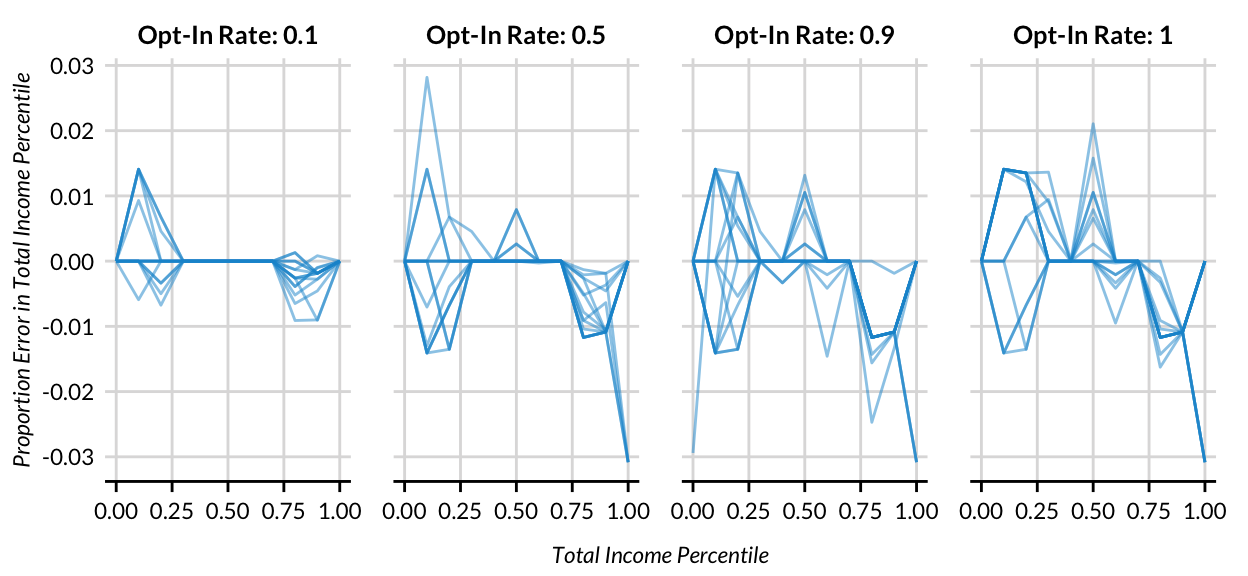 Opt-In Rate: 0.1 Opt-In Rate: 0.5 Opt-In Rate: 0.9 Opt-In Rate: 1
Proportion Error in Total Income Percentile
0.03
0.02
0.01
0.00
-0.01
-0.02
-0.03
0.00 0.25 0.50 0.75 1.00 0.00 0.25 0.50 0.75 1.00 0.00 0.25 0.50 0.75 1.00 0.00 0.25 0.50 0.75 1.00
Total Income Percentile